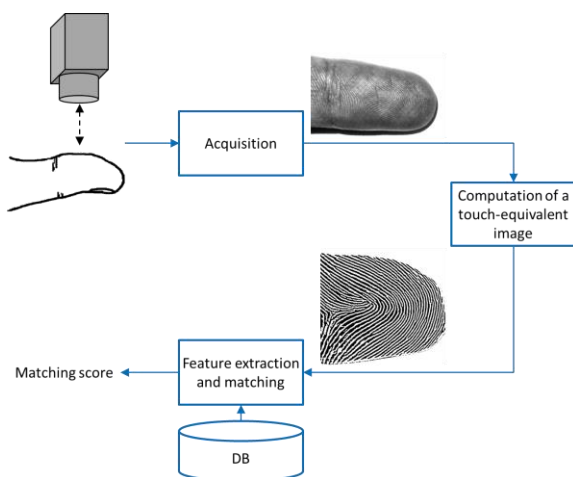 Acquisition
Computation of a
touch-equivalent
image
Feature extraction
and matching
Matching score
DB